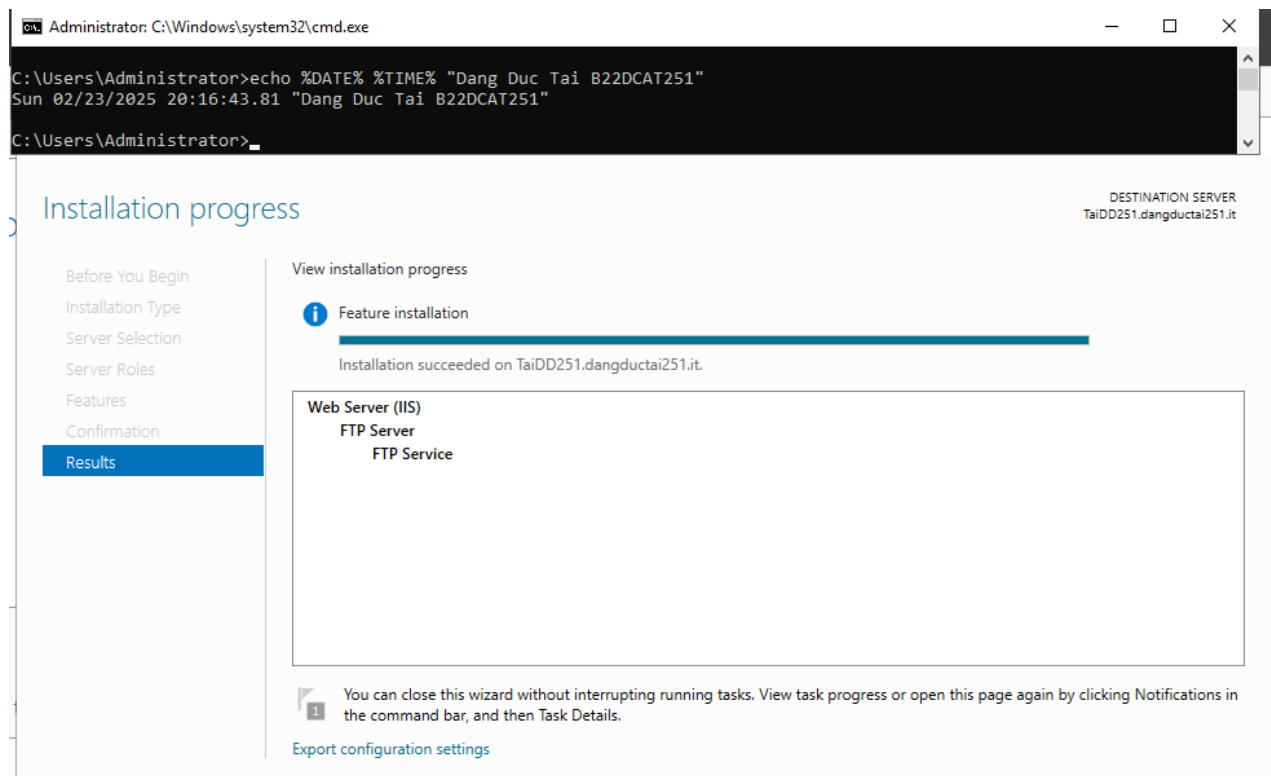 Administrator: C:\Windows\system32\cmd.exe
C:\Users\Administrator>echo %DATE% %TIME% "Dang Duc Tai B22DCAT251"
Sun 02/23/2025 20:16:43.81 "Dang Duc Tai B22DCAT251"
C:\Users\Administrator>
Installation progress
DESTINATION SERVER
TaiDD251.dangductai251.it
Before You Begin
Installation Type
Server Selection
Server Roles
Features
Confirmation
Results
View installation progress
Feature installation
Installation succeeded on TaiDD251.dangductai251.it.
Web Server (IIS)
FTP Server
FTP Service
1
You can close this wizard without interrupting running tasks. View task progress or open this page again by clicking Notifications in
the command bar, and then Task Details.
Export configuration settings